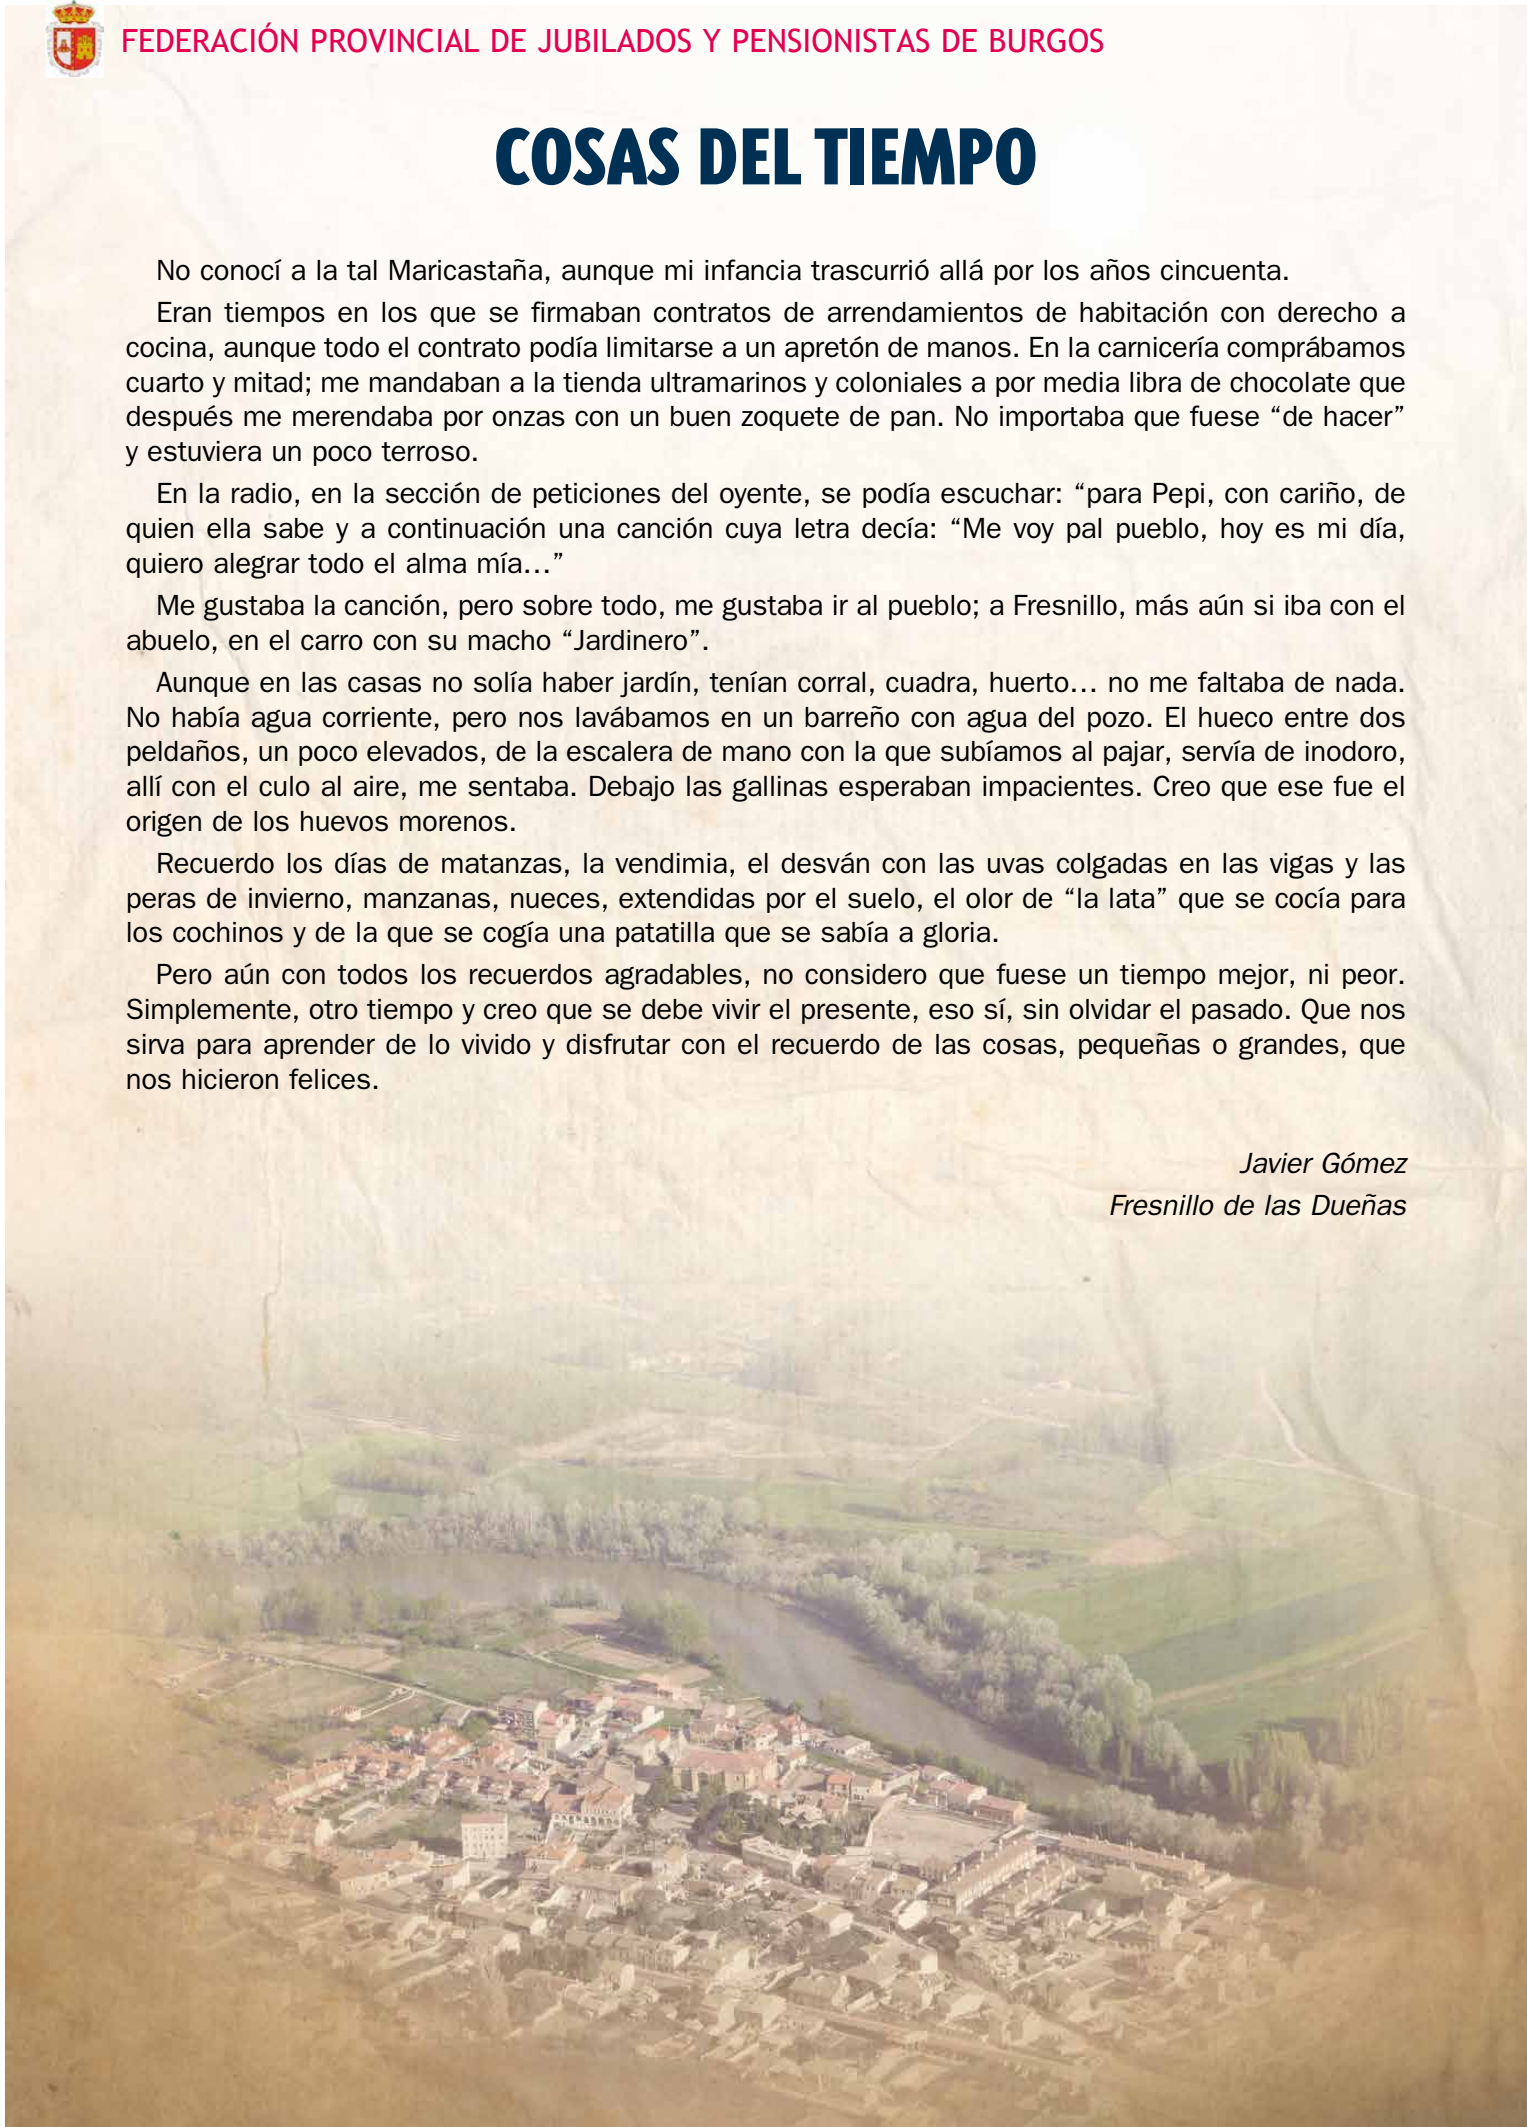 FEDERACIÓN PROVINCIAL DE JUBILADOS Y PENSIONISTAS DE BURGOS
COSAS DEL TIEMPO
No conocí a la tal Maricastaña, aunque mi infancia trascurrió allá por los años cincuenta.
Eran tiempos en los que se firmaban contratos de arrendamientos de habitación con derecho a
cocina, aunque todo el contrato podía limitarse a un apretón de manos. En la carnicería comprábamos
cuarto y mitad; me mandaban a la tienda ultramarinos y coloniales a por media libra de chocolate que
después me merendaba por onzas con un buen zoquete de pan. No importaba que fuese “de hacer”
y estuviera un poco terroso.
En la radio, en la sección de peticiones del oyente, se podía escuchar: “para Pepi, con cariño, de
quien ella sabe y a continuación una canción cuya letra decía: “Me voy pal pueblo, hoy es mi día,
quiero alegrar todo el alma mía…”
Me gustaba la canción, pero sobre todo, me gustaba ir al pueblo; a Fresnillo, más aún si iba con el
abuelo, en el carro con su macho “Jardinero”.
Aunque en las casas no solía haber jardín, tenían corral, cuadra, huerto… no me faltaba de nada.
No había agua corriente, pero nos lavábamos en un barreño con agua del pozo. El hueco entre dos
peldaños, un poco elevados, de la escalera de mano con la que subíamos al pajar, servía de inodoro,
allí con el culo al aire, me sentaba. Debajo las gallinas esperaban impacientes. Creo que ese fue el
origen de los huevos morenos.
Recuerdo los días de matanzas, la vendimia, el desván con las uvas colgadas en las vigas y las
peras de invierno, manzanas, nueces, extendidas por el suelo, el olor de “la lata” que se cocía para
los cochinos y de la que se cogía una patatilla que se sabía a gloria.
Pero aún con todos los recuerdos agradables, no considero que fuese un tiempo mejor, ni peor.
Simplemente, otro tiempo y creo que se debe vivir el presente, eso sí, sin olvidar el pasado. Que nos
sirva para aprender de lo vivido y disfrutar con el recuerdo de las cosas, pequeñas o grandes, que
nos hicieron felices.
Javier Gómez
Fresnillo de las Dueñas